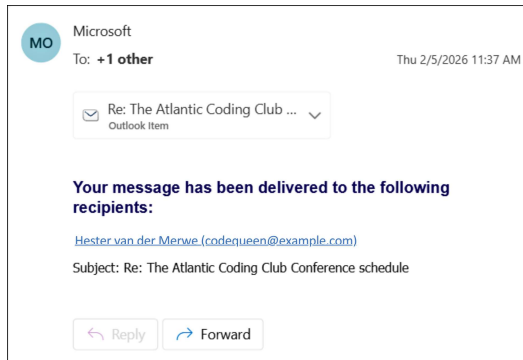 MO
Microsoft
To: +1 other
Thu 2/5/2026 11:37 AM
Re: The Atlantic Coding Club ...
Outlook Item
Your message has been delivered to the following
recipients:
Hester van der Merwe (codequeen@example.com)
Subject: Re: The Atlantic Coding Club Conference schedule
Reply
Forward